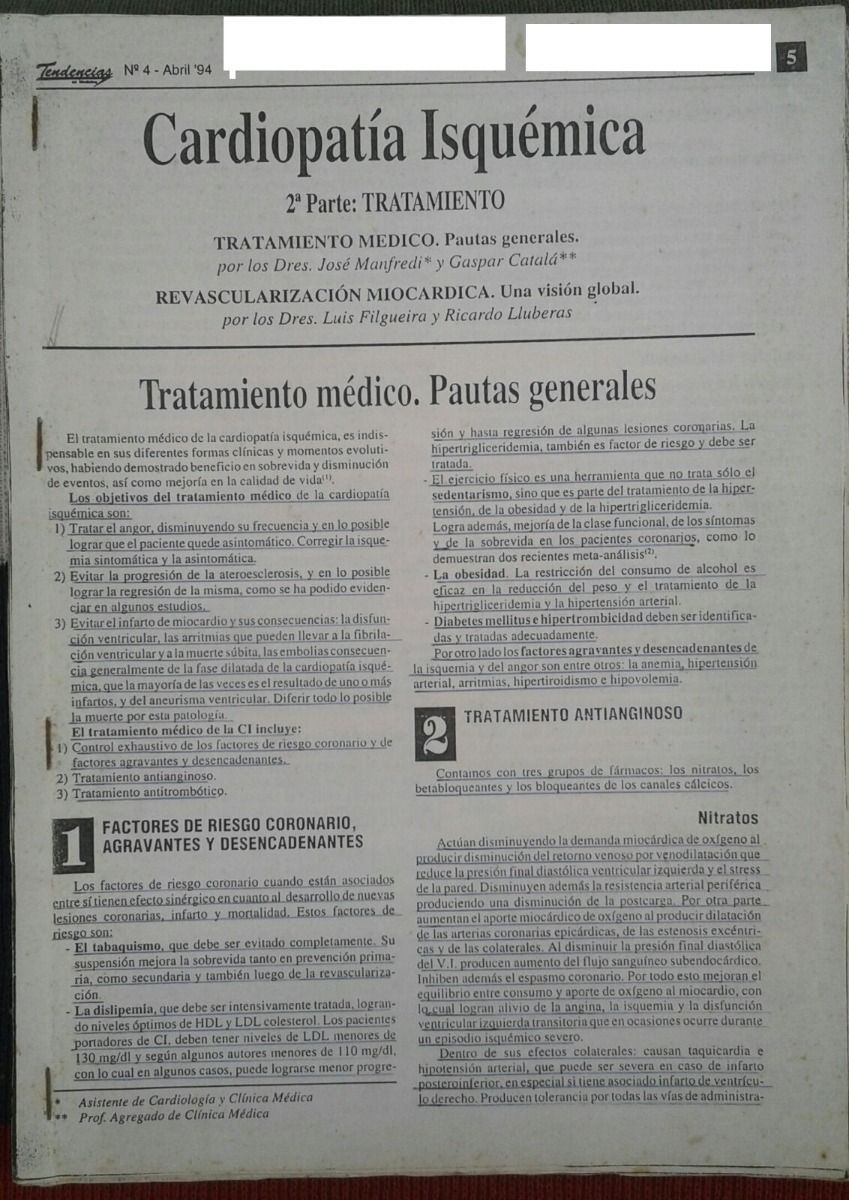 Tendencias
en Medicina
Nº 4 - Abril '94
5
Cardiopatía Isquémica
2ª Parte: TRATAMIENTO
TRATAMIENTO MEDICO. Pautas generales.
por los Dres. José Manfredi* y Gaspar Catalá**
REVASCULARIZACIÓN MIOCARDICA. Una visión global.
por los Dres. Luis Filgueira y Ricardo Lluberas
Tratamiento médico. Pautas generales
El tratamiento médico de la cardiopatía isquémica, es indis-
pensable en sus diferentes formas clínicas y momentos evoluti-
vos, habiendo demostrado beneficio en sobrevida y disminución
de eventos, así como mejoría en la calidad de vida(1).
Los objetivos del tratamiento médico de la cardiopatía
isquémica son:
1) Tratar el angor, disminuyendo su frecuencia y en lo posible
lograr que el paciente quede asintomático. Corregir la isque-
mia sintomática y la asintomática.
2) Evitar la progresión de la ateroesclerosis, y en lo posible
lograr la regresión de la misma, como se ha podido eviden-
ciar en algunos estudios.
3) Evitar el infarto de miocardio y sus consecuencias: la disfun-
ción ventricular, las arritmias que pueden llevar a la fibrila-
ción ventricular y a la muerte súbita, las embolias consecuen-
cia generalmente de la fase dilatada de la cardiopatía isqué-
mica, que la mayoría de las veces es el resultado de uno o más
infartos, y del aneurisma ventricular. Diferir todo lo posible
la muerte por esta patología.
El tratamiento médico de la CI incluye:
1) Control exhaustivo de los factores de riesgo coronario y de
factores agravantes y desencadenantes.
2) Tratamiento antianginoso.
3) Tratamiento antitrombótico.
1 FACTORES DE RIESGO CORONARIO,
AGRAVANTES Y DESENCADENANTES
Los factores de riesgo coronario cuando están asociados
entre sí tienen efecto sinérgico en cuanto al desarrollo de nuevas
lesiones coronarias, infarto y mortalidad. Estos factores de
riesgo son:
- El tabaquismo, que debe ser evitado completamente. Su
suspensión mejora la sobrevida tanto en prevención prima-
ria, como secundaria y también luego de la revasculariza-
ción.
- La dislipemia, que debe ser intensivamente tratada, logran-
do niveles óptimos de HDL y LDL colesterol. Los pacientes
portadores de CI, deben tener niveles de LDL menores de
130 mg/dl y según algunos autores menores de 110 mg/dl,
con lo cual en algunos casos, puede lograrse menor progre-
* Asistente de Cardiología y Clínica Médica
** Prof. Agregado de Clínica Médica
sión y hasta regresión de algunas lesiones coronarias. La
hipertrigliceridemia, también es factor de riesgo y debe ser
tratada.
- El ejercicio físico es una herramienta que no trata sólo el
sedentarismo, sino que es parte del tratamiento de la hiper-
tensión, de la obesidad y de la hipertrigliceridemia.
Logra además, mejoría de la clase funcional, de los síntomas
y de la sobrevida en los pacientes coronarios, como lo
demuestran dos recientes meta-análisis(2).
- La obesidad. La restricción del consumo de alcohol es
eficaz en la reducción del peso y el tratamiento de la
hipertrigliceridemia y la hipertensión arterial.
- Diabetes mellitus e hipertrombicidad deben ser identifica-
das y tratadas adecuadamente.
Por otro lado los factores agravantes y desencadenantes de
la isquemia y del angor son entre otros: la anemia, hipertensión
arterial, arritmias, hipertiroidismo e hipovolemia.
2 TRATAMIENTO ANTIANGINOSO
Contamos con tres grupos de fármacos: los nitratos, los
betabloqueantes y los bloqueantes de los canales cálcicos.
Nitratos
Actúan disminuyendo la demanda miocárdica de oxígeno al
producir disminución del retorno venoso por venodilatación que
reduce la presión final diastólica ventricular izquierda y el stress
de la pared. Disminuyen además la resistencia arterial periférica
produciendo una disminución de la postcarga. Por otra parte
aumentan el aporte miocárdico de oxígeno al producir dilatación
de las arterias coronarias epicárdicas, de las estenosis excéntri-
cas y de las colaterales. Al disminuir la presión final diastólica
del V.I. producen aumento del flujo sanguíneo subendocárdico.
Inhiben además el espasmo coronario. Por todo esto mejoran el
equilibrio entre consumo y aporte de oxígeno al miocardio, con
lo cual logran alivio de la angina, la isquemia y la disfunción
ventricular izquierda transitoria que en ocasiones ocurre durante
un episodio isquémico severo.
Dentro de sus efectos colaterales: causan taquicardia e
hipotensión arterial, que puede ser severa en caso de infarto
posteroinferior, en especial si tiene asociado infarto de ventrícu-
lo derecho. Producen tolerancia por todas las vías de administra-